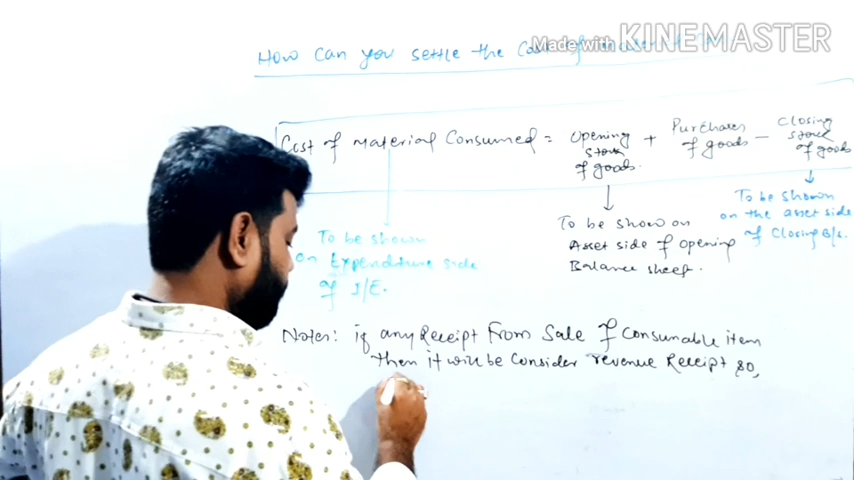 Made with KINEMASTER
How can you settle the
Cost of Material Consumed = Opening stock of goods. + Purchases of goods - Closing stock of goods
To be shown
on Expenditure side
of I/E.
To be show on
Asset side of opening
Balance sheet.
To be shown
on the asset side
of Closing B/s.
Notes: if any Receipt From Sale of Consumable item
then it will be Consider revenue Receipt so,